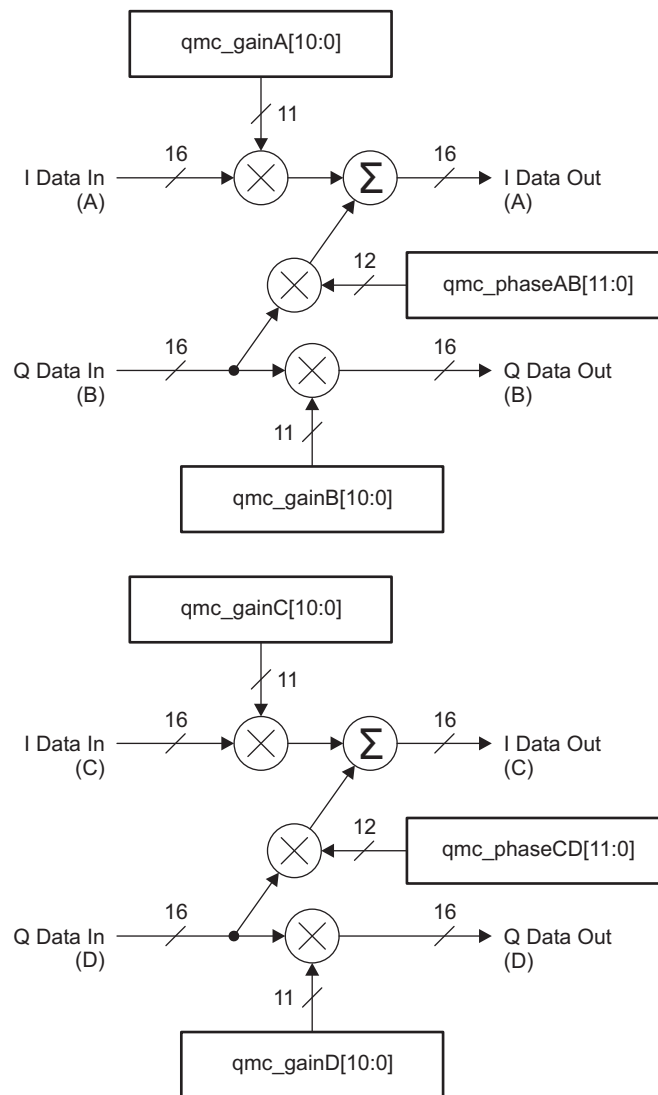 qmc_gainA[10:0]
11
16
16
I Data In
(A)
Σ
I Data Out
(A)
12
qmc_phaseAB[11:0]
16
16
Q Data In
(B)
Q Data Out
(B)
11
qmc_gainB[10:0]
qmc_gainC[10:0]
11
16
16
I Data In
(C)
Σ
I Data Out
(C)
12
qmc_phaseCD[11:0]
16
16
Q Data In
(D)
Q Data Out
(D)
11
qmc_gainD[10:0]